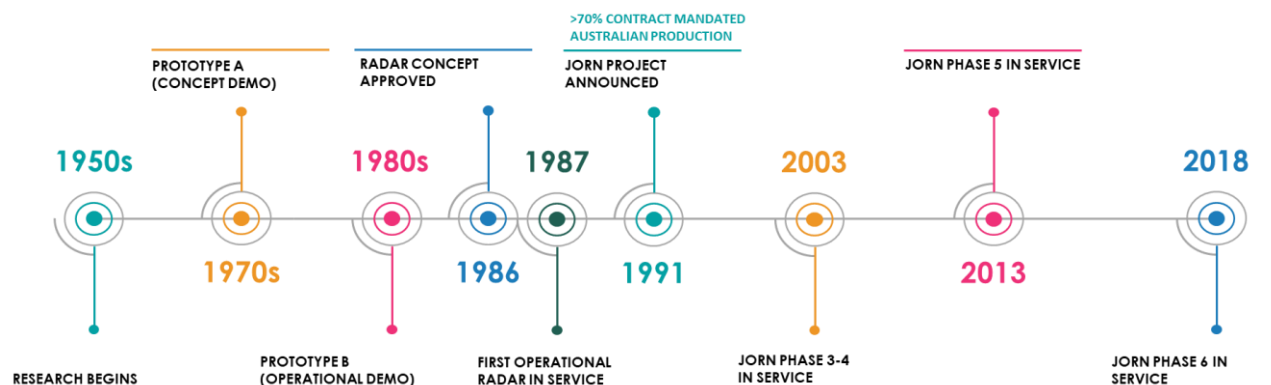 >70% CONTRACT MANDATED
AUSTRALIAN PRODUCTION
PROTOTYPE A
(CONCEPT DEMO)
RADAR CONCEPT
APPROVED
JORN PROJECT
ANNOUNCED
JORN PHASE 5 IN SERVICE
1950s
1980s
1987
2003
2018
1970s
1986
1991
2013
RESEARCH BEGINS
PROTOTYPE B
(OPERATIONAL DEMO)
FIRST OPERATIONAL
RADAR IN SERVICE
JORN PHASE 3-4
IN SERVICE
JORN PHASE 6 IN
SERVICE